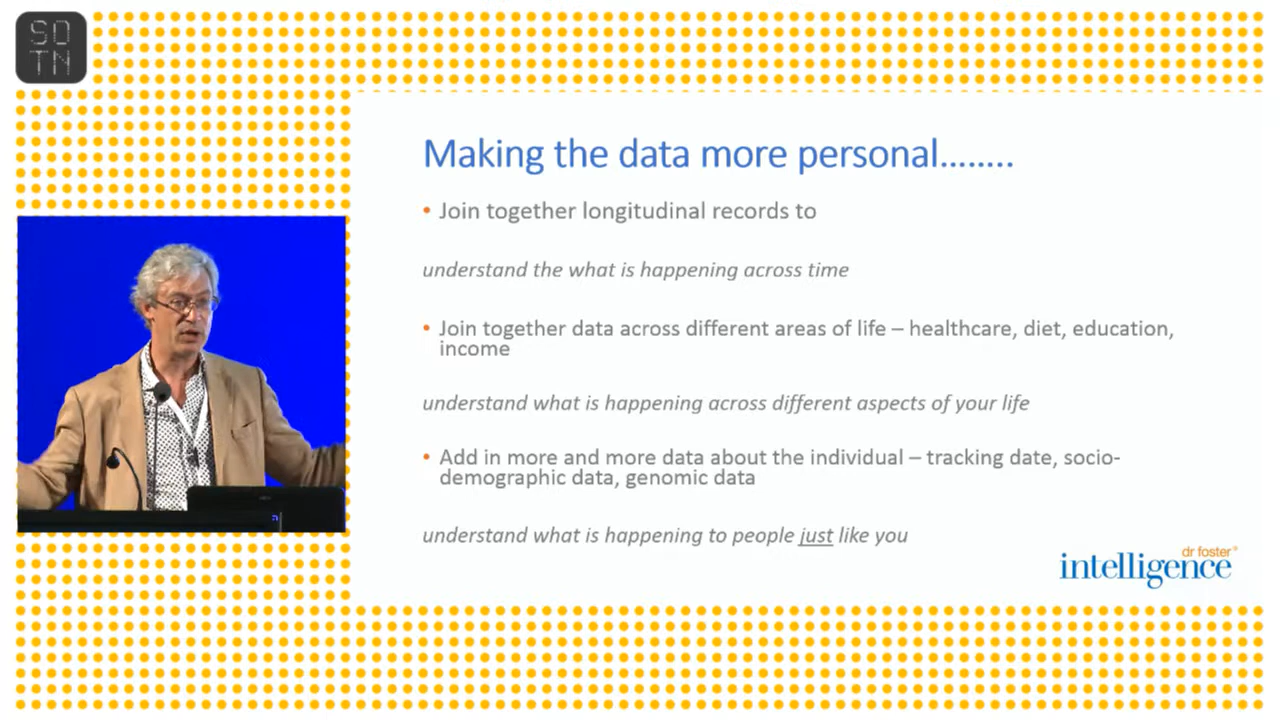 SO
TN
Making the data more personal........
• Join together longitudinal records to
understand the what is happening across time
• Join together data across different areas of life – healthcare, diet, education,
income
understand what is happening across different aspects of your life
• Add in more and more data about the individual – tracking date, socio-
demographic data, genomic data
understand what is happening to people just like you
dr foster®
intelligence